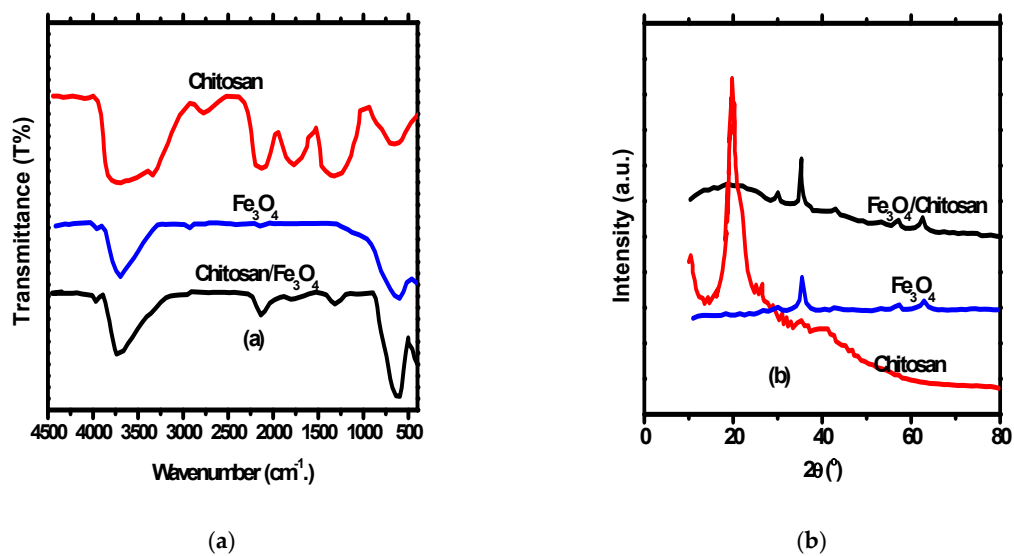 Transmittance (T%)
Chitosan
Fe3O4
Chitosan/Fe3O4
(a)
4500 4000 3500 3000 2500 2000 1500 1000 500
Wavenumber (cm-1.)
(a)
Intensity (a.u.)
Fe3O4/Chitosan
Fe3O4
Chitosan
(b)
0 20 40 60 80
2θ (°)
(b)